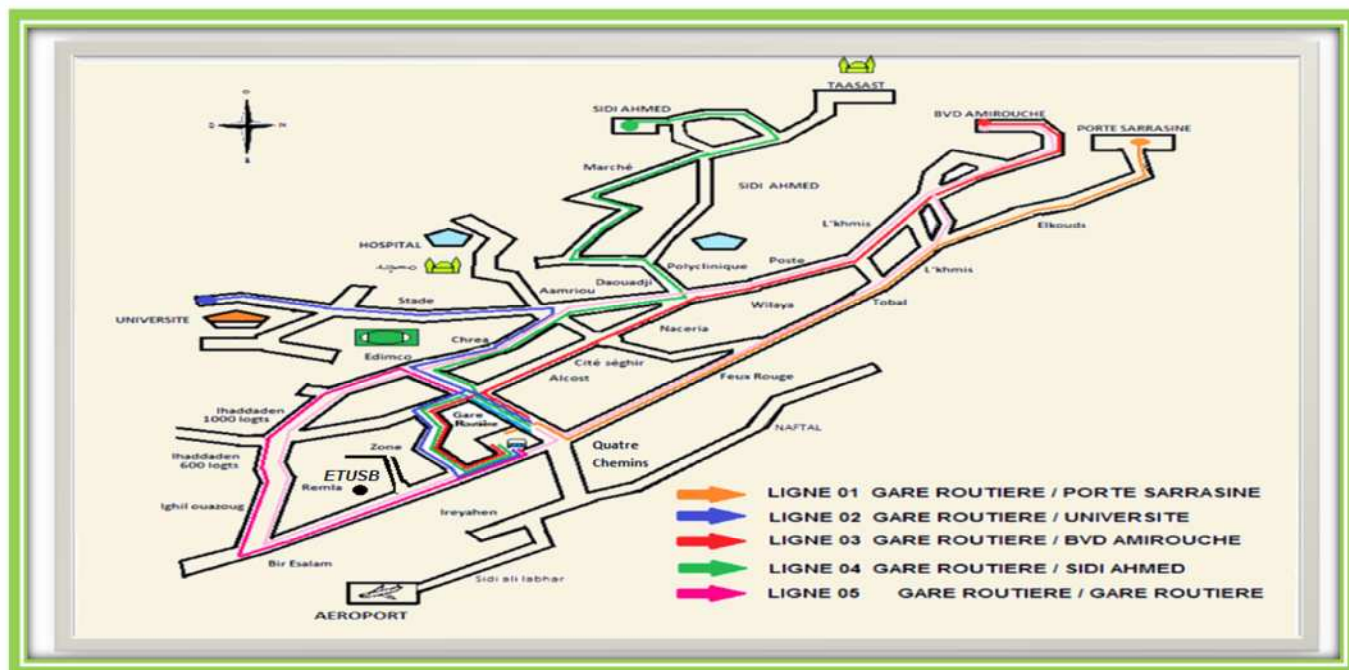 TAASAST
SIDI AHMED
BVD AMIROUCHE
PORTE SARRASINE
Marché
SIDI AHMED
L'khmis
Elkouds
HOSPITAL
Polyclinique
Poste
L'khmis
Daouadji
Aamriou
Stade
Wilaya
Tobal
UNIVERSITE
Naceria
Chrea
Edimco
Cité séghir
Alcost
Feux Rouge
Ihaddaden
1000 logts
Gare
Routière
NAFTAL
Zone
Quatre
Chemins
Ihaddaden
600 logts
ETUSB
Remla
Ighil ouazoug
Ireyahen
Bir Esalam
Sidi ali labhar
AEROPORT
LIGNE 01 GARE ROUTIERE / PORTE SARRASINE
LIGNE 02 GARE ROUTIERE / UNIVERSITE
LIGNE 03 GARE ROUTIERE / BVD AMIROUCHE
LIGNE 04 GARE ROUTIERE / SIDI AHMED
LIGNE 05 GARE ROUTIERE / GARE ROUTIERE